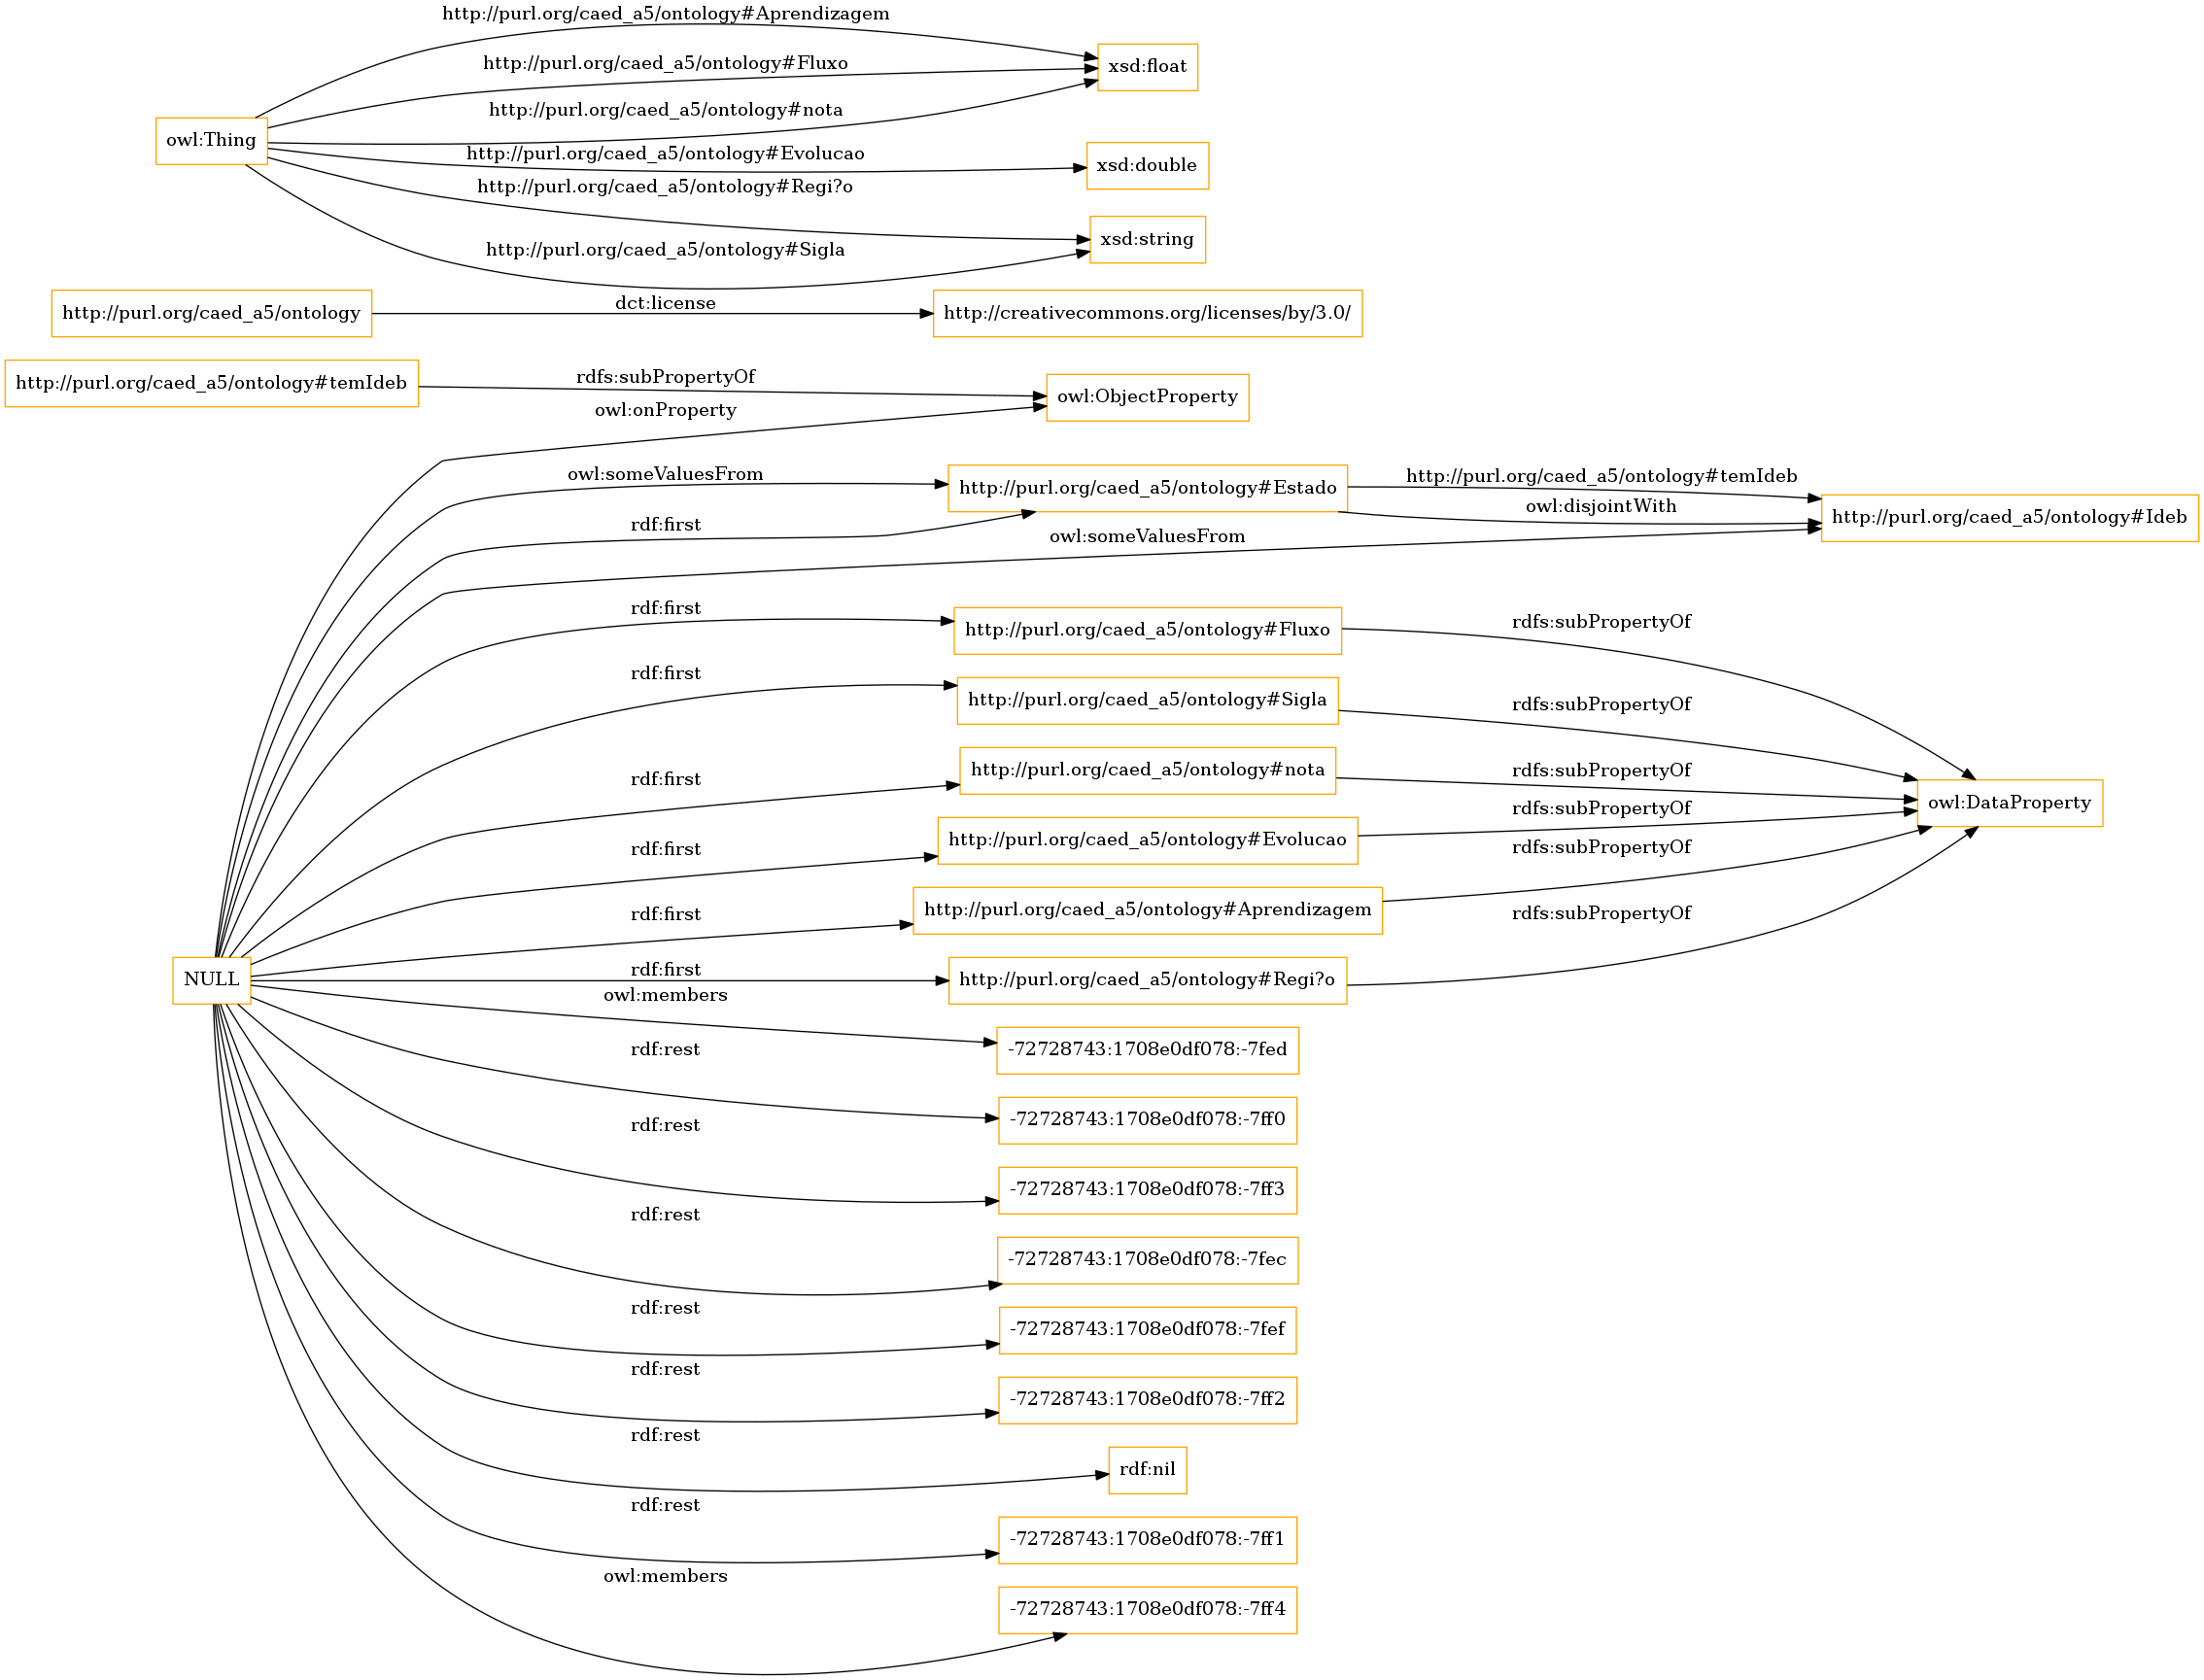 http://purl.org/caed_a5/ontology#Aprendizagem
xsd:float
http://purl.org/caed_a5/ontology#Fluxo
http://purl.org/caed_a5/ontology#nota
owl:Thing
http://purl.org/caed_a5/ontology#Evolucao
xsd:double
http://purl.org/caed_a5/ontology#Regi?o
xsd:string
http://purl.org/caed_a5/ontology#Sigla
http://purl.org/caed_a5/ontology
dct:license
http://creativecommons.org/licenses/by/3.0/
http://purl.org/caed_a5/ontology#temIdeb
rdfs:subPropertyOf
owl:ObjectProperty
owl:onProperty
owl:someValuesFrom
http://purl.org/caed_a5/ontology#Estado
http://purl.org/caed_a5/ontology#temIdeb
owl:disjointWith
http://purl.org/caed_a5/ontology#Ideb
rdf:first
owl:someValuesFrom
rdf:first
http://purl.org/caed_a5/ontology#Fluxo
rdfs:subPropertyOf
rdf:first
http://purl.org/caed_a5/ontology#Sigla
rdfs:subPropertyOf
rdf:first
http://purl.org/caed_a5/ontology#nota
rdfs:subPropertyOf
owl:DataProperty
rdf:first
http://purl.org/caed_a5/ontology#Evolucao
rdfs:subPropertyOf
rdf:first
http://purl.org/caed_a5/ontology#Aprendizagem
rdfs:subPropertyOf
NULL
rdf:first
http://purl.org/caed_a5/ontology#Regi?o
rdfs:subPropertyOf
owl:members
-72728743:1708e0df078:-7fed
rdf:rest
-72728743:1708e0df078:-7ff0
rdf:rest
-72728743:1708e0df078:-7ff3
rdf:rest
-72728743:1708e0df078:-7fec
rdf:rest
-72728743:1708e0df078:-7fef
rdf:rest
-72728743:1708e0df078:-7ff2
rdf:rest
rdf:nil
rdf:rest
-72728743:1708e0df078:-7ff1
owl:members
-72728743:1708e0df078:-7ff4